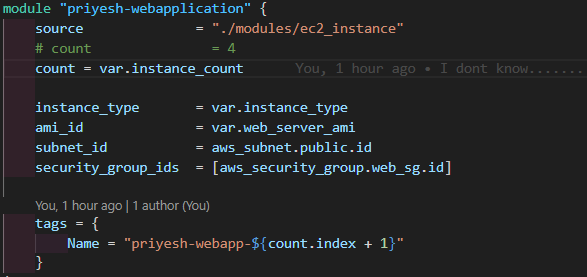 module "priyesh-webapplication" {
    source              = "./modules/ec2_instance"
    # count               = 4
    count = var.instance_count        You, 1 hour ago • I dont know.......
    instance_type       = var.instance_type
    ami_id              = var.web_server_ami
    subnet_id           = aws_subnet.public.id
    security_group_ids  = [aws_security_group.web_sg.id]
    You, 1 hour ago | 1 author (You)
    tags = {
        Name = "priyesh-webapp-${count.index + 1}"
    }